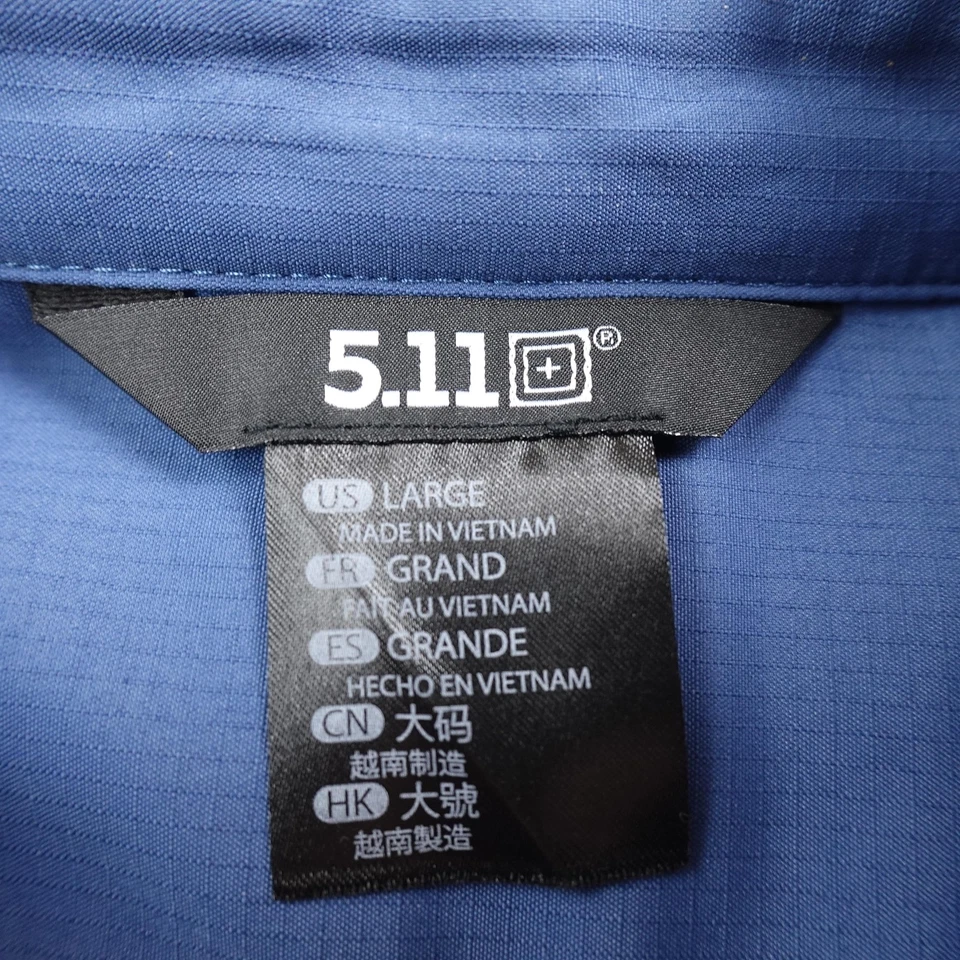 5.11®
US LARGE
MADE IN VIETNAM
FR GRAND
FAIT AU VIETNAM
ES GRANDE
HECHO EN VIETNAM
CN 大码
越南制造
HK 大號
越南製造